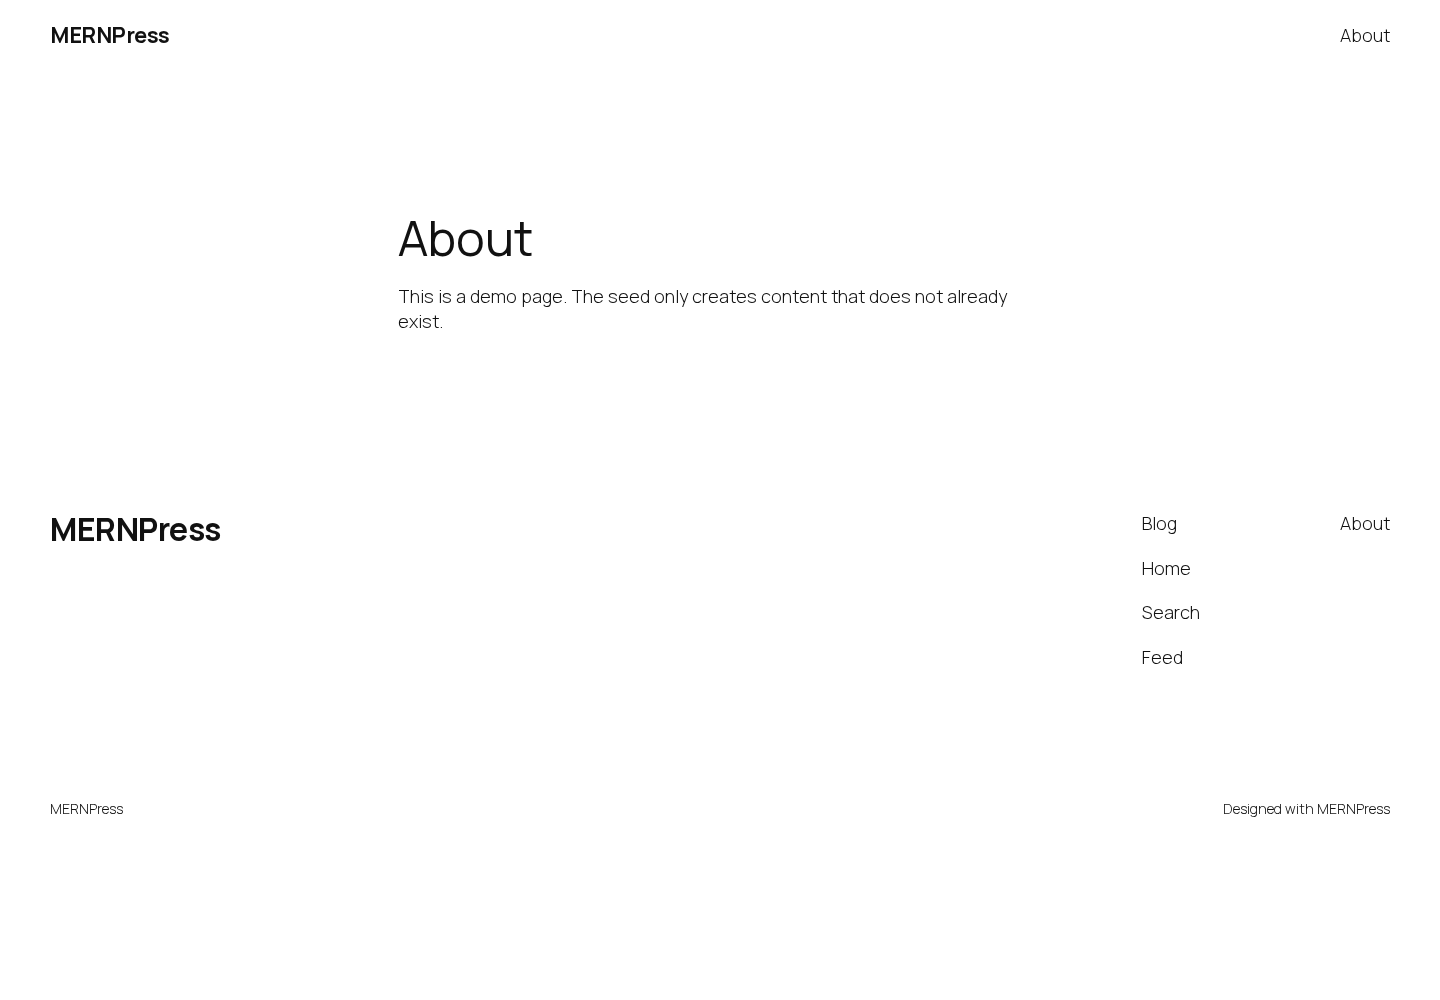 MERNPress
About
About
This is a demo page. The seed only creates content that does not already
exist.
MERNPress
Blog
Home
Search
Feed
About
MERNPress
Designed with MERNPress